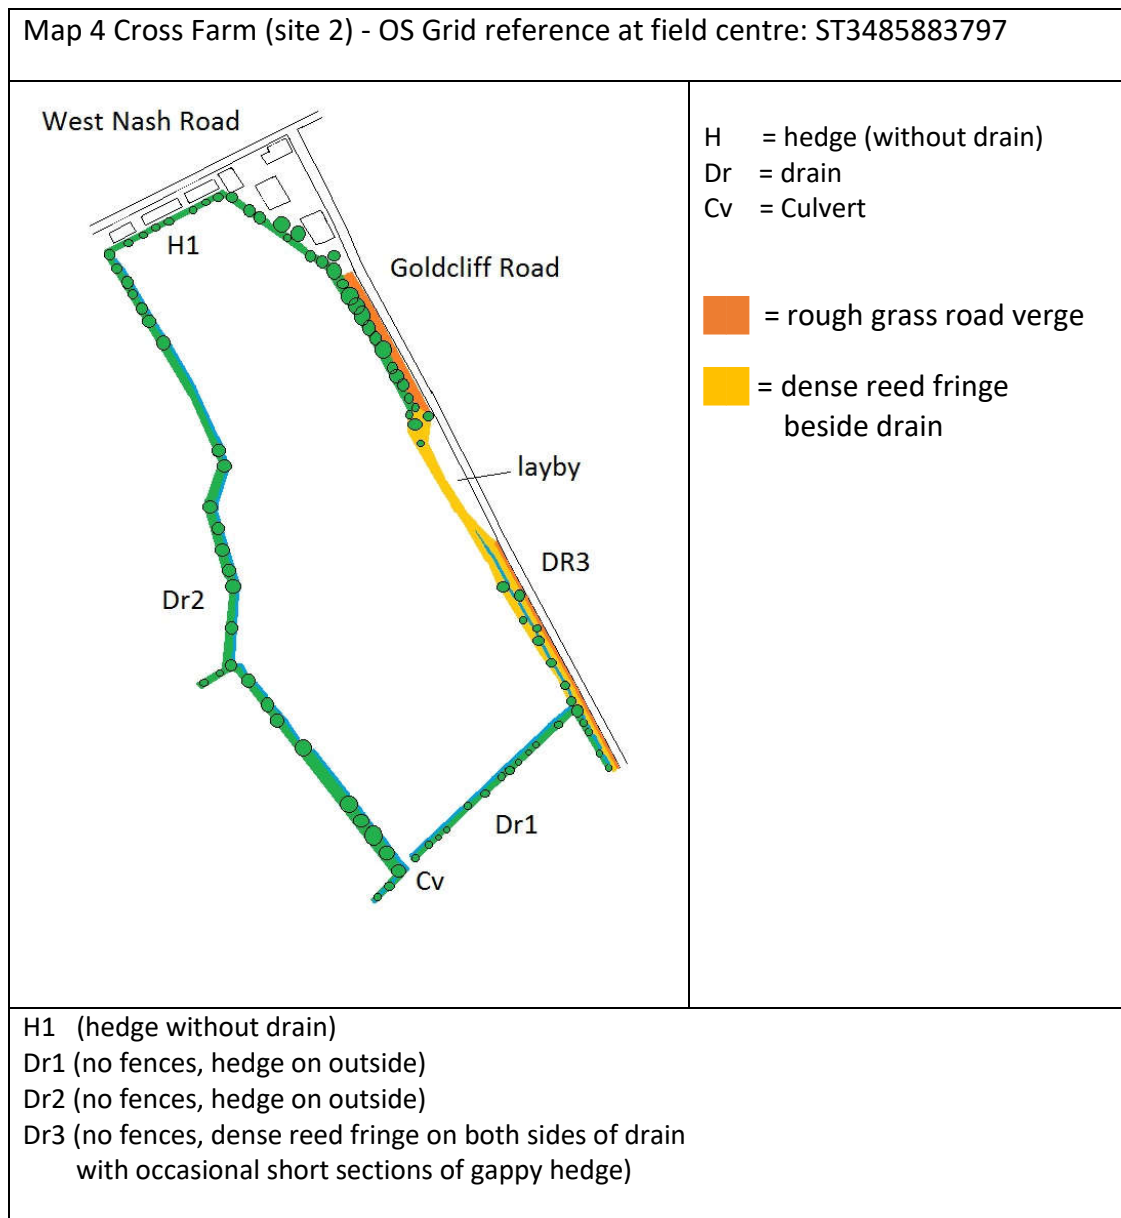 Map 4 Cross Farm (site 2) - OS Grid reference at field centre: ST3485883797
West Nash Road
H1
Goldcliff Road
layby
DR3
Dr2
Dr1
Cv
H = hedge (without drain)
Dr = drain
Cv = Culvert
= rough grass road verge
= dense reed fringe
beside drain
H1 (hedge without drain)
Dr1 (no fences, hedge on outside)
Dr2 (no fences, hedge on outside)
Dr3 (no fences, dense reed fringe on both sides of drain
with occasional short sections of gappy hedge)